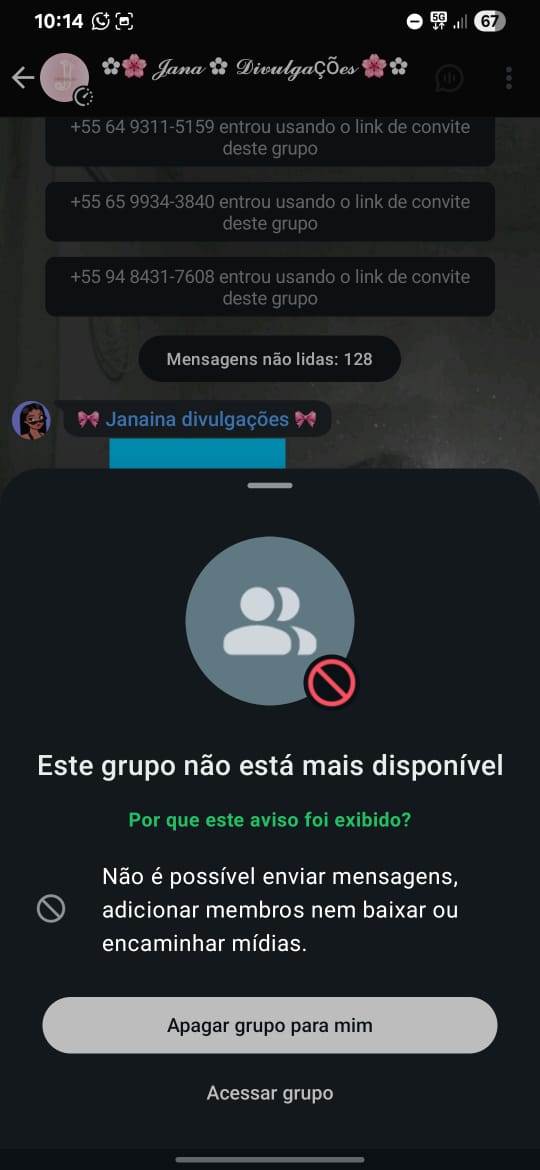 10:14
5G
67
✿🌸 𝒥𝒶𝓃𝒶 ✿ 𝒟𝒾𝓋𝓊𝓁𝑔𝒶ÇÕ𝑒𝓈 🌸✿
+55 64 9311-5159 entrou usando o link de convite
deste grupo
+55 65 9934-3840 entrou usando o link de convite
deste grupo
+55 94 8431-7608 entrou usando o link de convite
deste grupo
Mensagens não lidas: 128
🎀 Janaina divulgações 🎀
Este grupo não está mais disponível
Por que este aviso foi exibido?
Não é possível enviar mensagens,
adicionar membros nem baixar ou
encaminhar mídias.
Apagar grupo para mim
Acessar grupo